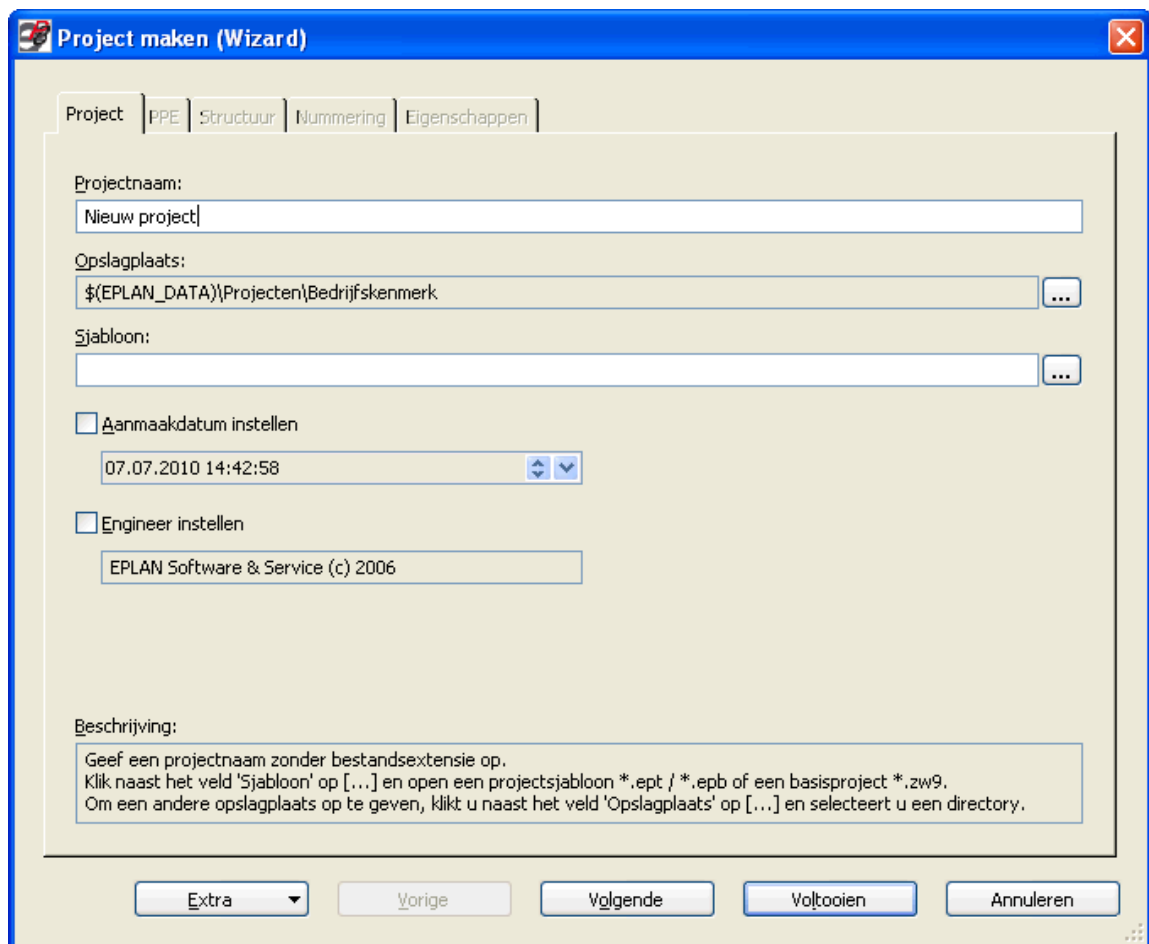 Project maken (Wizard)
Project PPE Structuur Nummering Eigenschappen
Projectnaam:
Nieuw project
Opslagplaats:
$(EPLAN_DATA)\Projecten\Bedrijfskenmerk
...
Sjabloon:
...
Aanmaakdatum instellen
07.07.2010 14:42:58
Engineer instellen
EPLAN Software & Service (c) 2006
Beschrijving:
Geef een projectnaam zonder bestandsextensie op.
Klik naast het veld 'Sjabloon' op [...] en open een projectsjabloon *.ept / *.epb of een basisproject *.zw9.
Om een andere opslagplaats op te geven, klikt u naast het veld 'Opslagplaats' op [...] en selecteert u een directory.
Extra Vorige Volgende Voltooien Annuleren